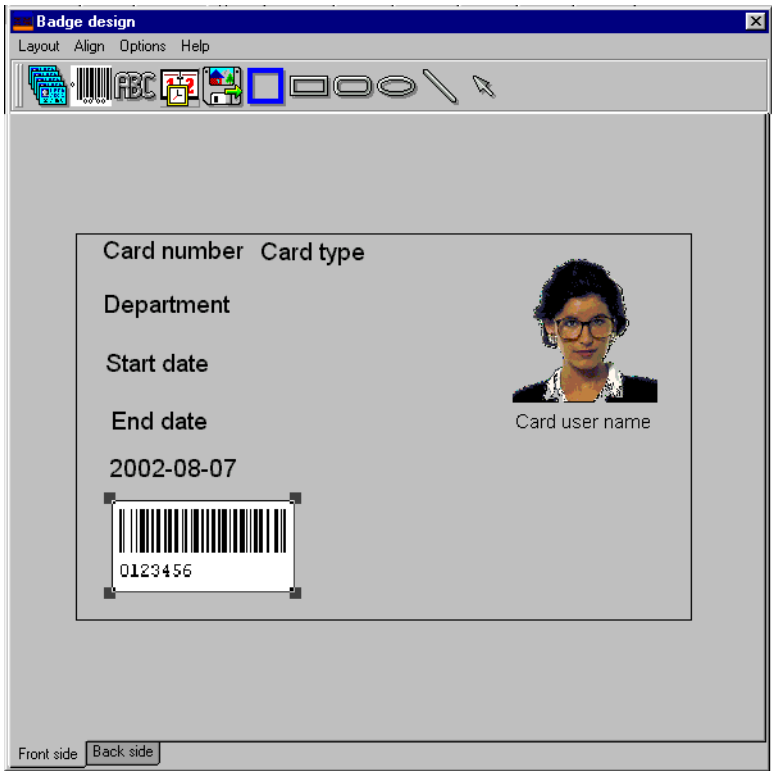 Badge design
Layout Align Options Help
ABC 12
Card number Card type
Department
Start date
End date
Card user name
2002-08-07
0123456
Front side Back side